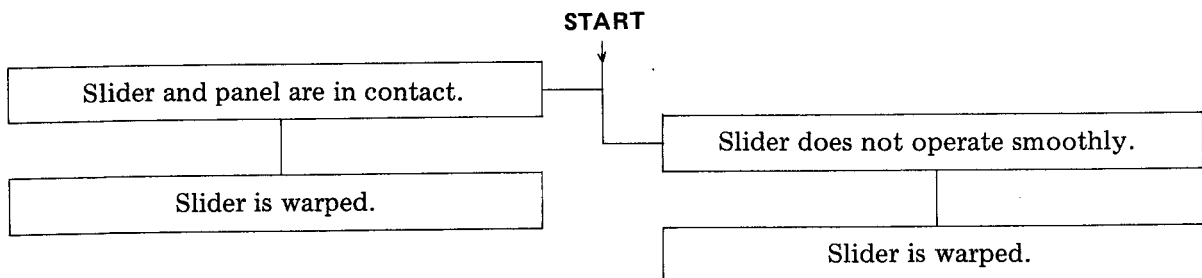 START
Slider and panel are in contact.
Slider does not operate smoothly.
Slider is warped.
Slider is warped.